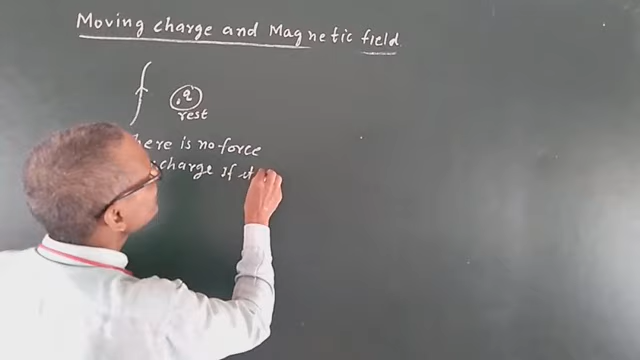 Moving charge and Magnetic field
q
rest
here is no force
charge if it